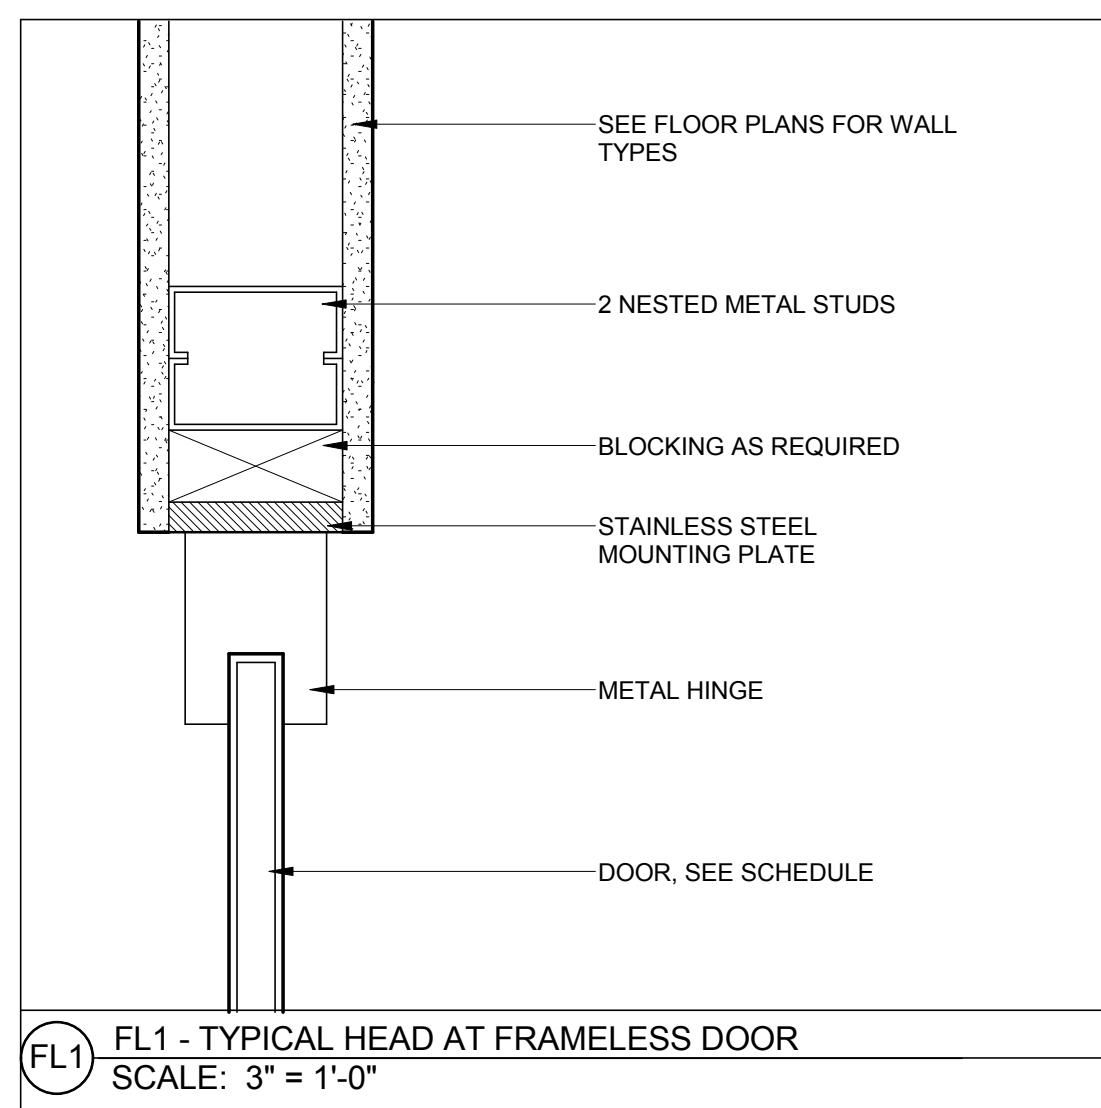 SEE FLOOR PLANS FOR WALL
TYPES
2 NESTED METAL STUDS
BLOCKING AS REQUIRED
STAINLESS STEEL
MOUNTING PLATE
METAL HINGE
DOOR, SEE SCHEDULE
FL1
FL1 - TYPICAL HEAD AT FRAMELESS DOOR
SCALE: 3" = 1'-0"